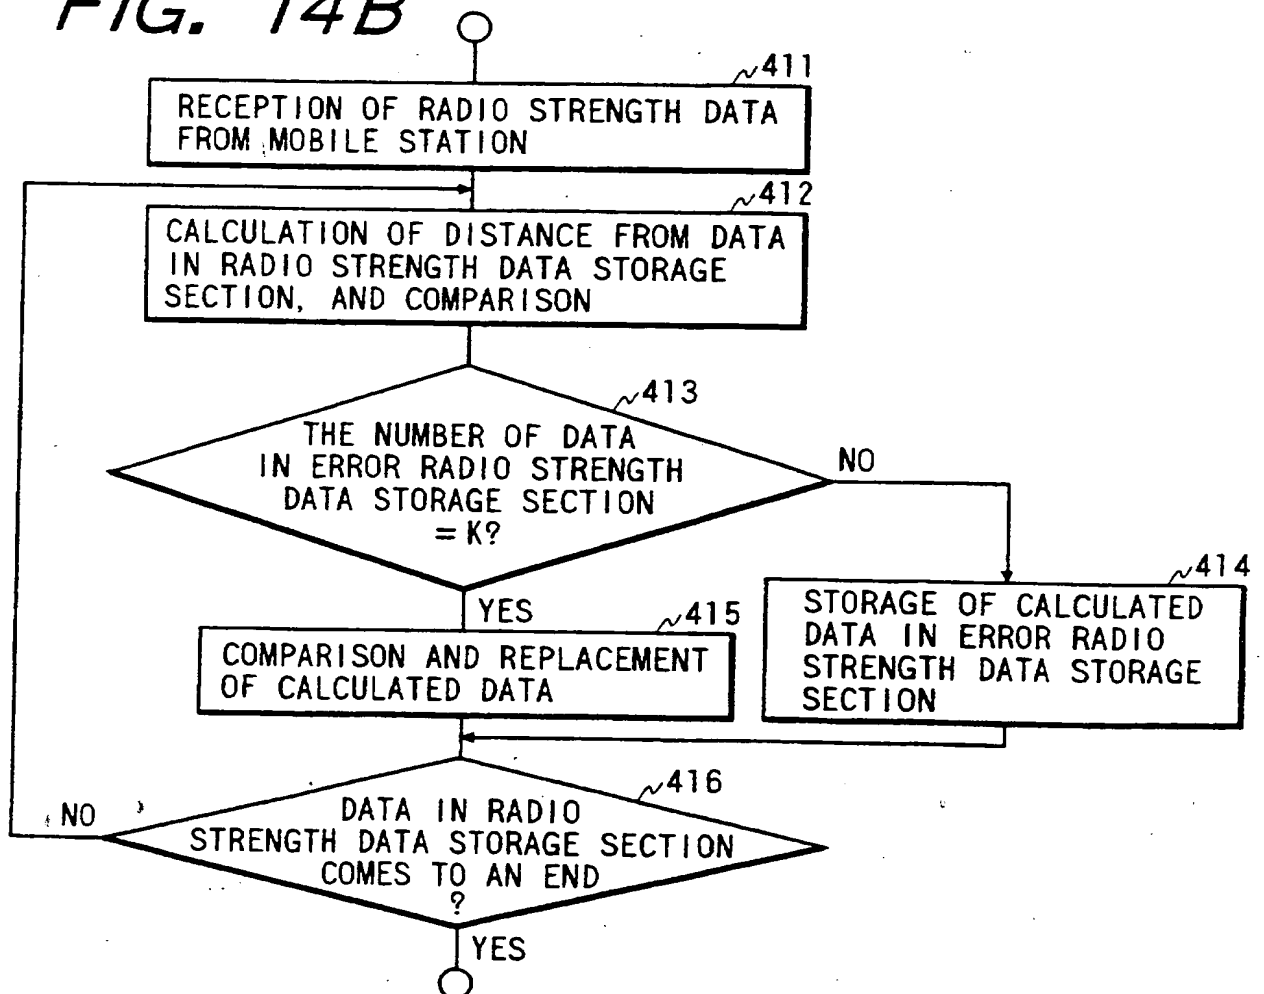 FIG. 14B
411
RECEPTION OF RADIO STRENGTH DATA
FROM MOBILE STATION
412
CALCULATION OF DISTANCE FROM DATA
IN RADIO STRENGTH DATA STORAGE
SECTION, AND COMPARISON
413
THE NUMBER OF DATA
IN ERROR RADIO STRENGTH
DATA STORAGE SECTION
= K?
NO
YES
414
STORAGE OF CALCULATED
DATA IN ERROR RADIO
STRENGTH DATA STORAGE
SECTION
415
COMPARISON AND REPLACEMENT
OF CALCULATED DATA
416
NO
DATA IN RADIO
STRENGTH DATA STORAGE SECTION
COMES TO AN END
?
YES